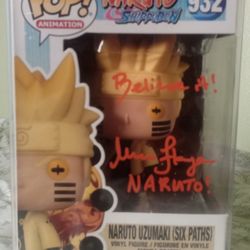 POP!
ANIMATION
NARUTO
SHIPPUDEN
932
Believe it!
NARUTO!
NARUTO UZUMAKI (SIX PATHS)
VINYL FIGURE / FIGURINE EN VINYLE